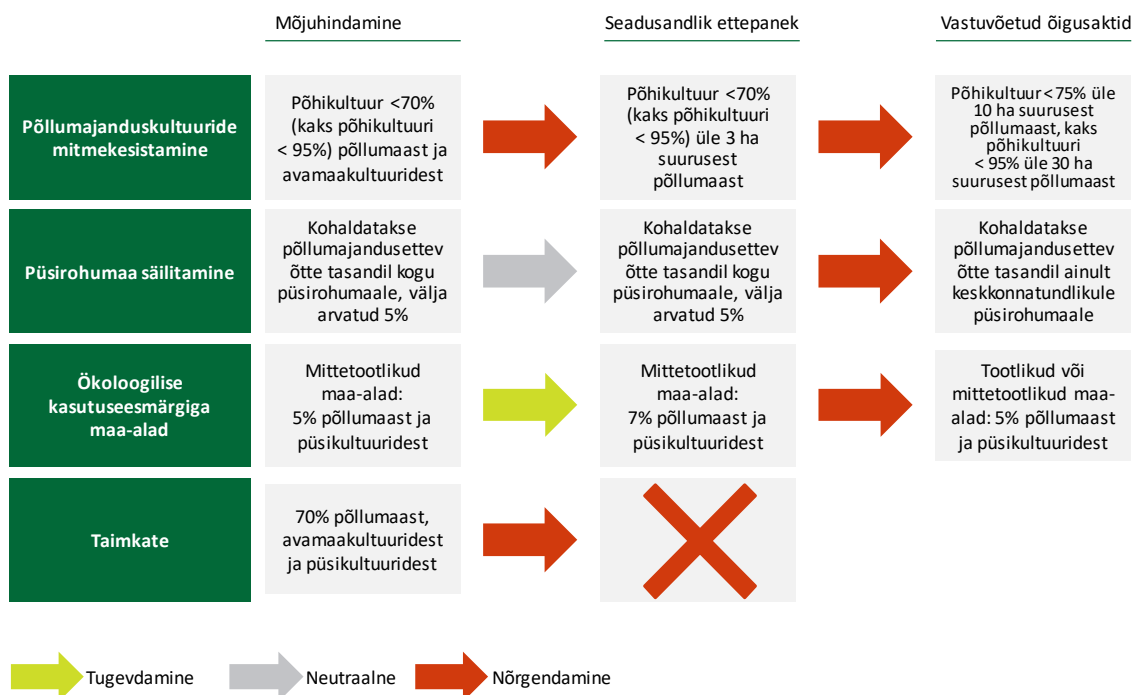 Mõjuhindamine
Seadusandlik ettepanek
Vastuvõetud õigusaktid
Põllumajanduskultuuride
mitmekesistamine
Põhikultuur <70%
(kaks põhikultuuri
< 95%) põllumaast ja
avamaakultuuridest
Põhikultuur <70%
(kaks põhikultuuri
< 95%) üle 3 ha
suurusest
põllumaast
Põhikultuur < 75% üle
10 ha suurusest
põllumaast, kaks
põhikultuuri
< 95% üle 30 ha
suurusest põllumaast
Püsirohumaa säilitamine
Kohaldatakse
põllumajandusettev
õtte tasandil kogu
püsirohumaale, välja
arvatud 5%
Kohaldatakse
põllumajandusettev
õtte tasandil kogu
püsirohumaale, välja
arvatud 5%
Kohaldatakse
põllumajandusettev
õtte tasandil ainult
keskkonnatundlikule
püsirohumaale
Ökoloogilise
kasutuseesmärgiga
maa-alad
Mittetootlikud
maa-alad:
5% põllumaast ja
püsikultuuridest
Mittetootlikud
maa-alad:
7% põllumaast ja
püsikultuuridest
Tootlikud või
mittetootlikud maa-
alad: 5% põllumaast
ja püsikultuuridest
Taimkate
70% põllumaast,
avamaakultuuridest
ja püsikultuuridest
Tugevdamine
Neutraalne
Nõrgendamine